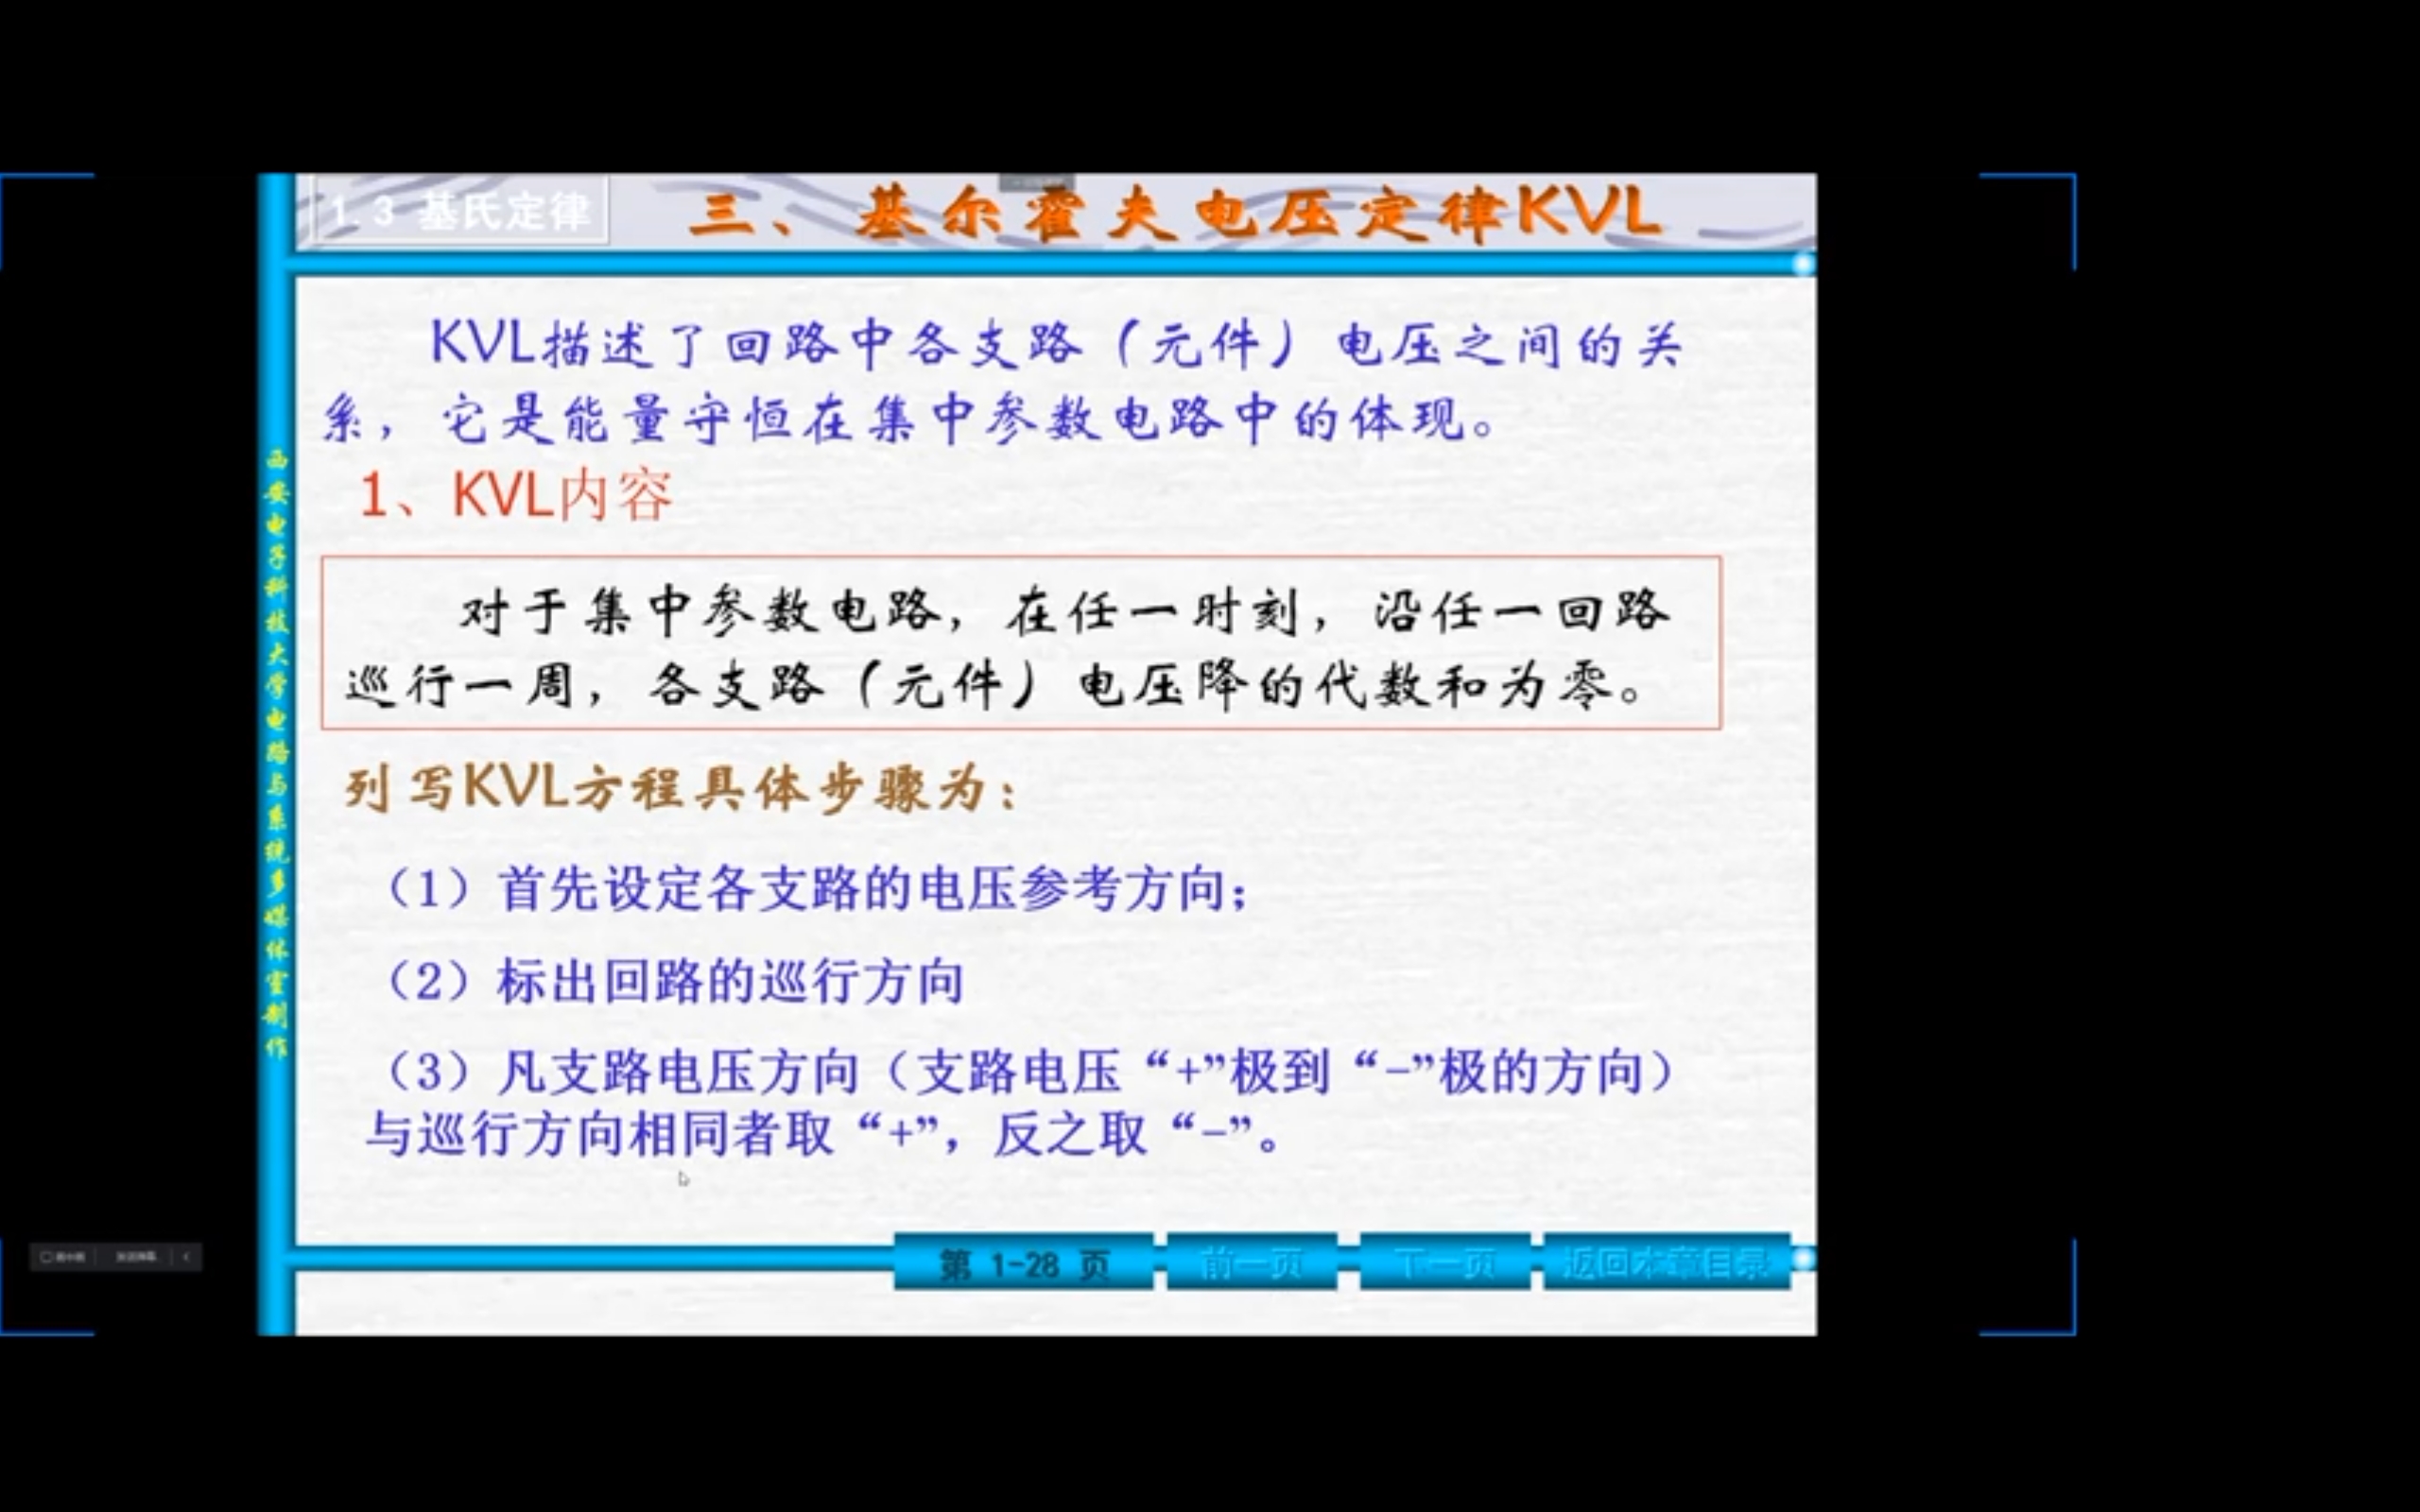 1.3 基氏定律
三、基尔霍夫电压定律KVL
KVL描述了回路中各支路（元件）电压之间的关
系，它是能量守恒在集中参数电路中的体现。
1、KVL内容
对于集中参数电路，在任一时刻，沿任一回路
巡行一周，各支路（元件）电压降的代数和为零。
列写KVL方程具体步骤为：
（1）首先设定各支路的电压参考方向；
（2）标出回路的巡行方向
（3）凡支路电压方向（支路电压“+”极到“-”极的方向）
与巡行方向相同者取“+”，反之取“-”。
西安电子科技大学电路与系统多媒体室制作
第 1-28 页
前一页
下一页
返回本章目录